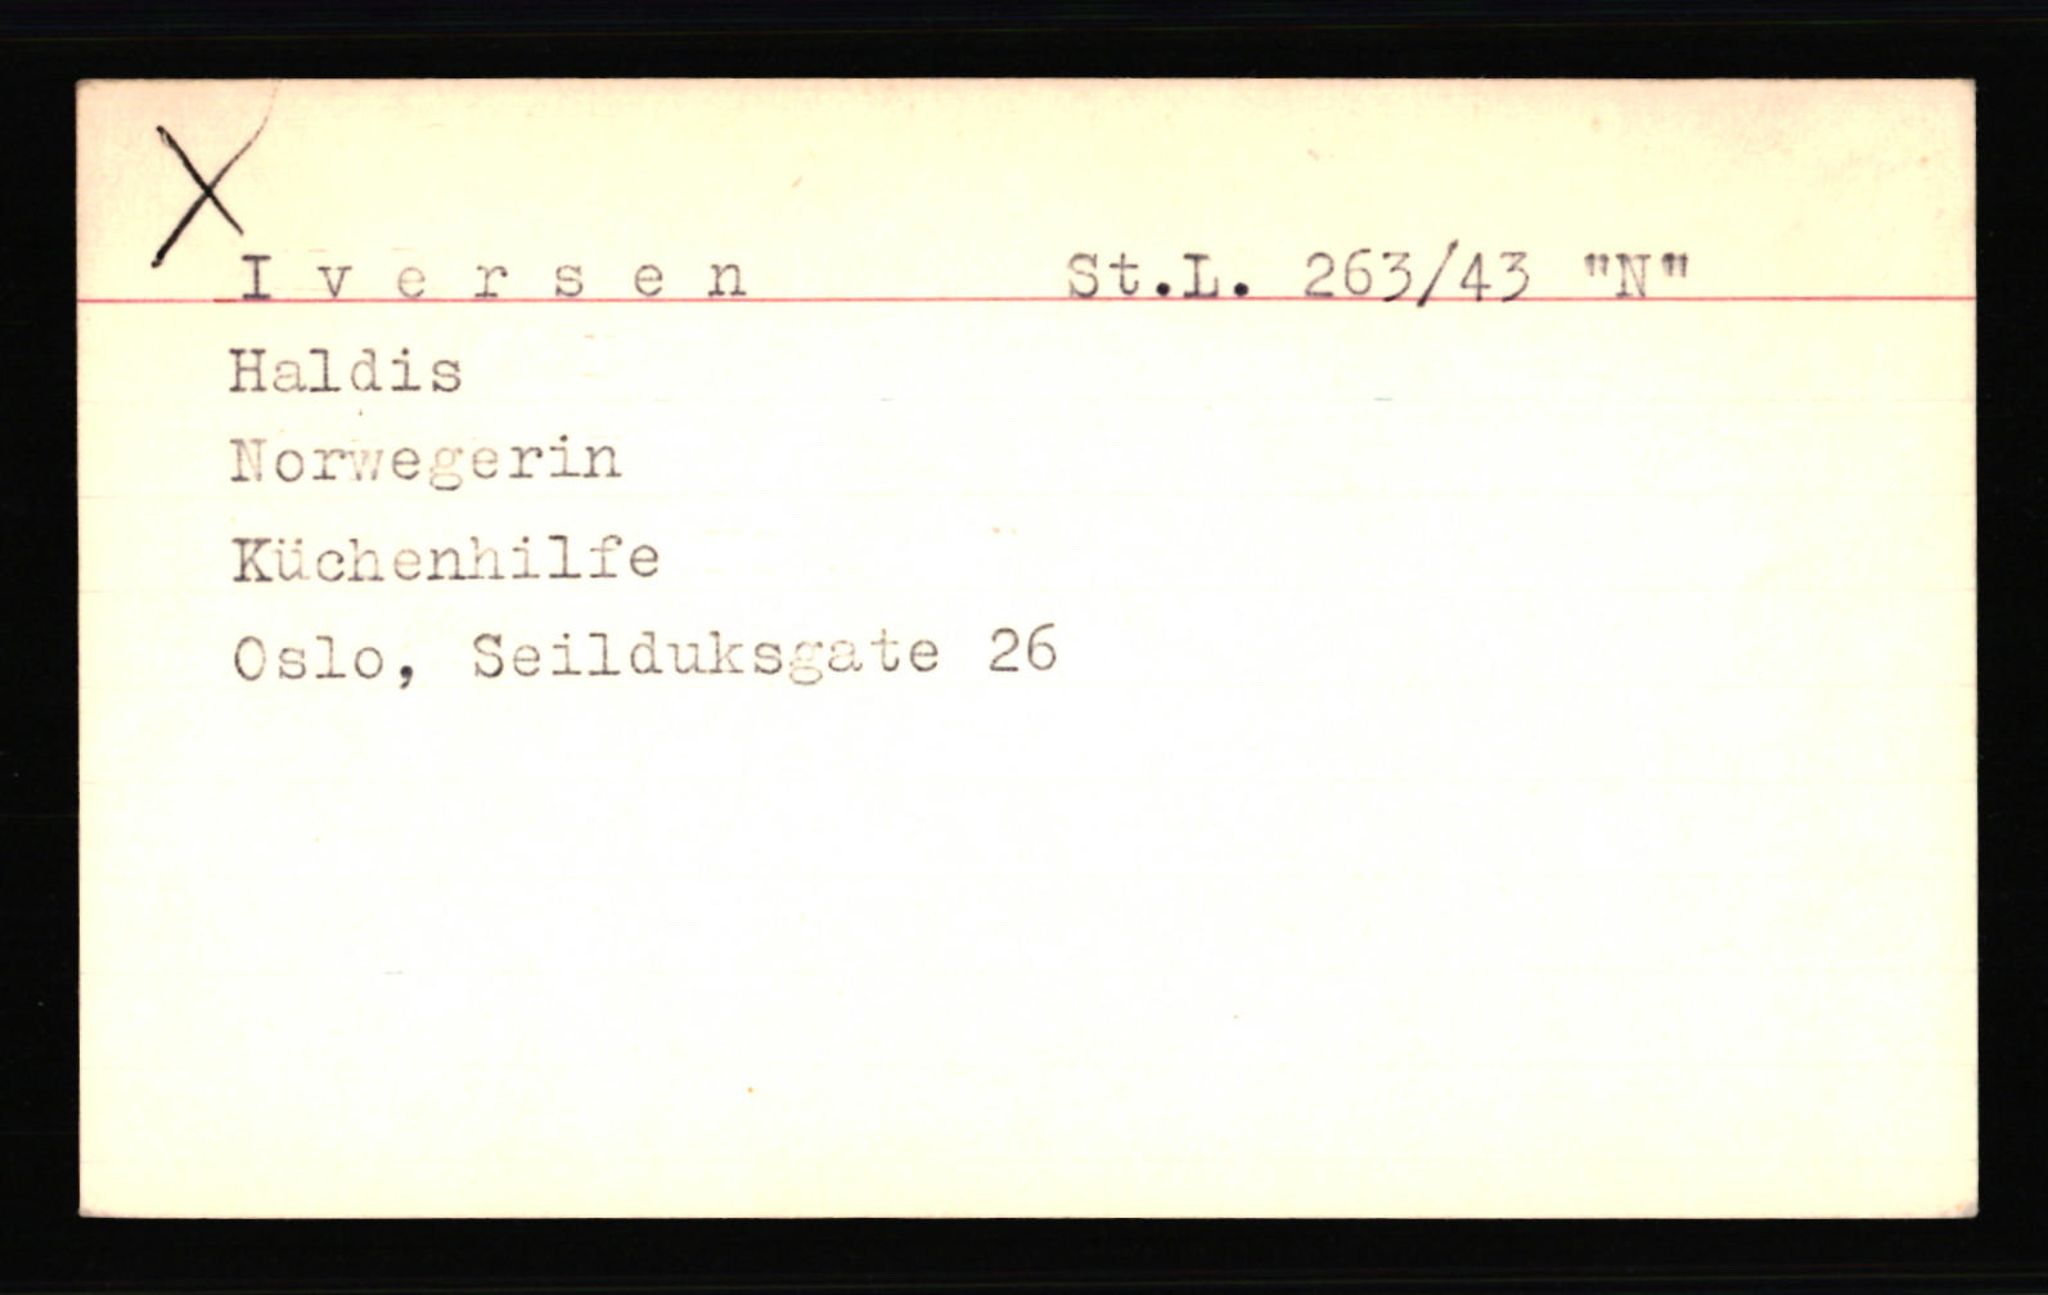 X
I v e r s e n St.L. 263/43 "N"
Haldis
Norwegerin
Küchenhilfe
Oslo, Seilduksgate 26